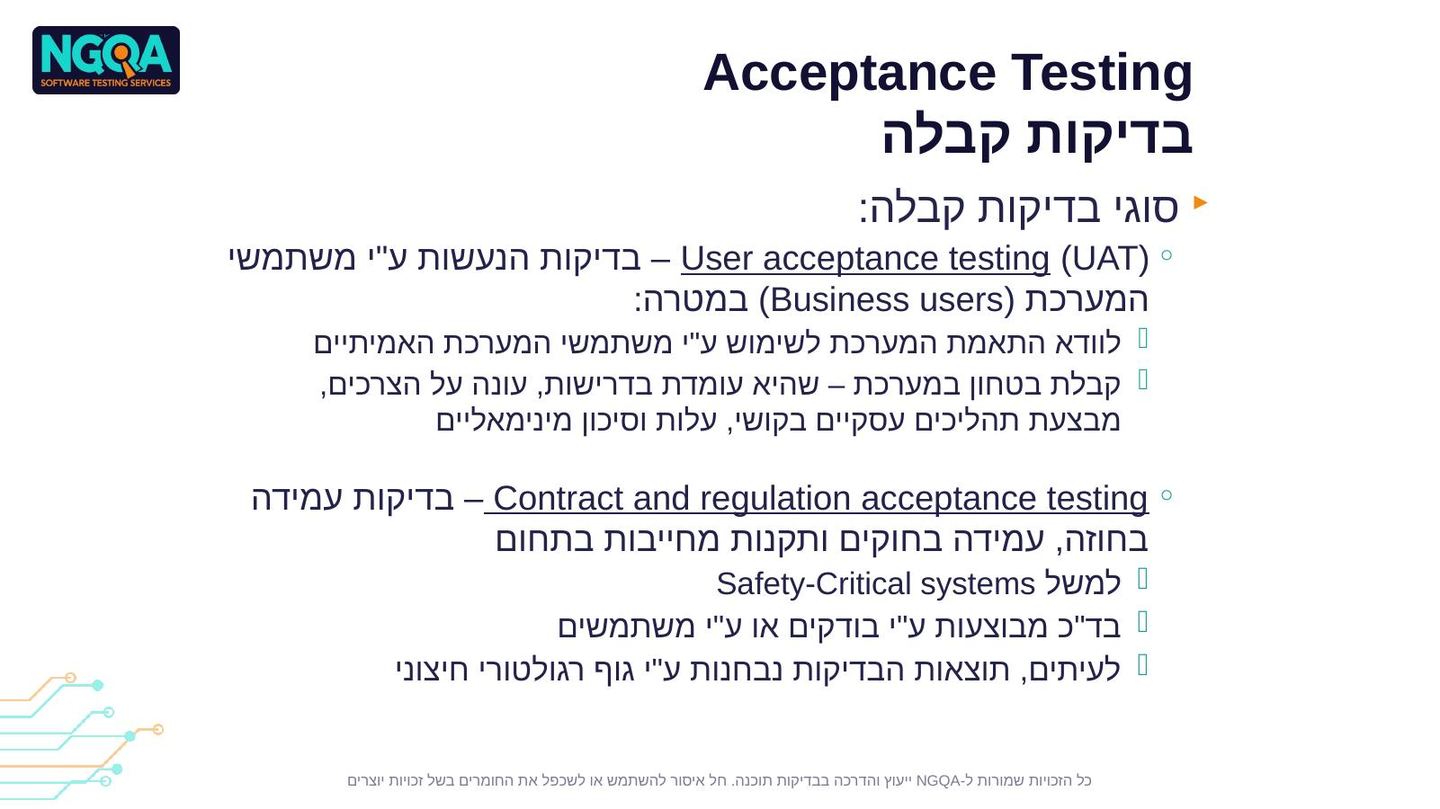 NGQA
SOFTWARE TESTING SERVICES
Acceptance Testing
בדיקות קבלה
סוגי בדיקות קבלה:
User acceptance testing (UAT) – בדיקות הנעשות ע"י משתמשי
המערכת (Business users) במטרה:
לוודא התאמת המערכת לשימוש ע"י משתמשי המערכת האמיתיים
קבלת בטחון במערכת – שהיא עומדת בדרישות, עונה על הצרכים,
מבצעת תהליכים עסקיים בקושי, עלות וסיכון מינימאליים
Contract and regulation acceptance testing – בדיקות עמידה
בחוזה, עמידה בחוקים ותקנות מחייבות בתחום
למשל Safety-Critical systems
בד"כ מבוצעות ע"י בודקים או ע"י משתמשים
לעיתים, תוצאות הבדיקות נבחנות ע"י גוף רגולטורי חיצוני
כל הזכויות שמורות ל-NGQA ייעוץ והדרכה בבדיקות תוכנה. חל איסור להשתמש או לשכפל את החומרים בשל זכויות יוצרים